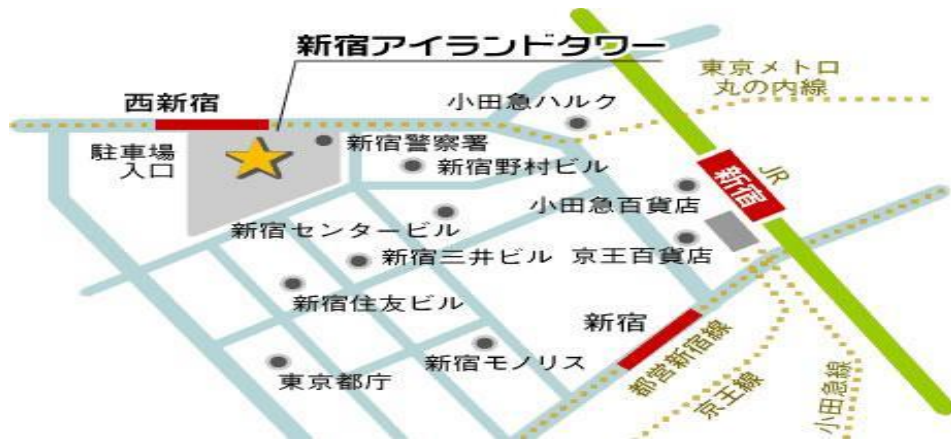 新宿アイランドタワー
東京メトロ
丸の内線
西新宿
小田急ハルク
駐車場
入口
新宿警察署
新宿野村ビル
JR
新宿
小田急百貨店
新宿センタービル
新宿三井ビル
京王百貨店
新宿住友ビル
新宿
新宿モノリス
東京都庁
都営新宿線
京王線
小田急線